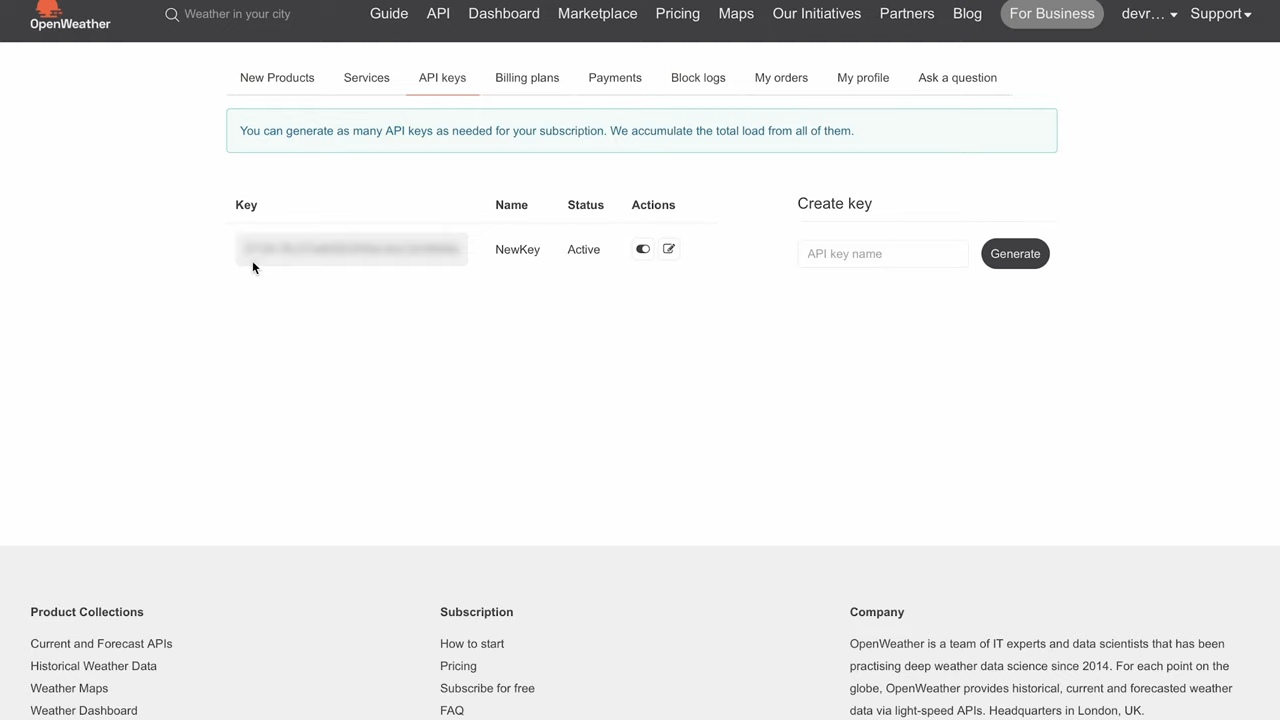 OpenWeather
Weather in your city
Guide API Dashboard Marketplace Pricing Maps Our Initiatives Partners Blog For Business devr... Support
New Products Services API keys Billing plans Payments Block logs My orders My profile Ask a question
You can generate as many API keys as needed for your subscription. We accumulate the total load from all of them.
Key Name Status Actions
NewKey Active
Create key
API key name Generate
Product Collections
Current and Forecast APIs
Historical Weather Data
Weather Maps
Weather Dashboard
Subscription
How to start
Pricing
Subscribe for free
FAQ
Company
OpenWeather is a team of IT experts and data scientists that has been
practising deep weather data science since 2014. For each point on the
globe, OpenWeather provides historical, current and forecasted weather
data via light-speed APIs. Headquarters in London, UK.